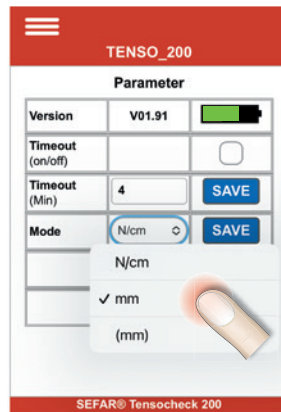 TENSO_200
Parameter
Version V01.91
Timeout
(on/off)
Timeout
(Min) 4 SAVE
Mode N/cm SAVE
N/cm
✓ mm
(mm)
SEFAR® Tensocheck 200